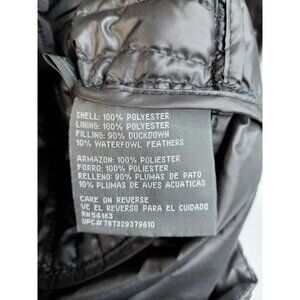 SHELL: 100% POLYESTER
LINING: 100% POLYESTER
FILLING: 90% DUCKDOWN
10% WATERFOWL FEATHERS
ARMAZON: 100% POLIESTER
FORRO: 100% POLIESTER
RELLENO: 90% PLUMAS DE PATO
10% PLUMAS DE AVES ACUATICAS
CARE ON REVERSE
VE EL REVERSO PARA EL CUIDADO
RN54163
UPC# 787329379610